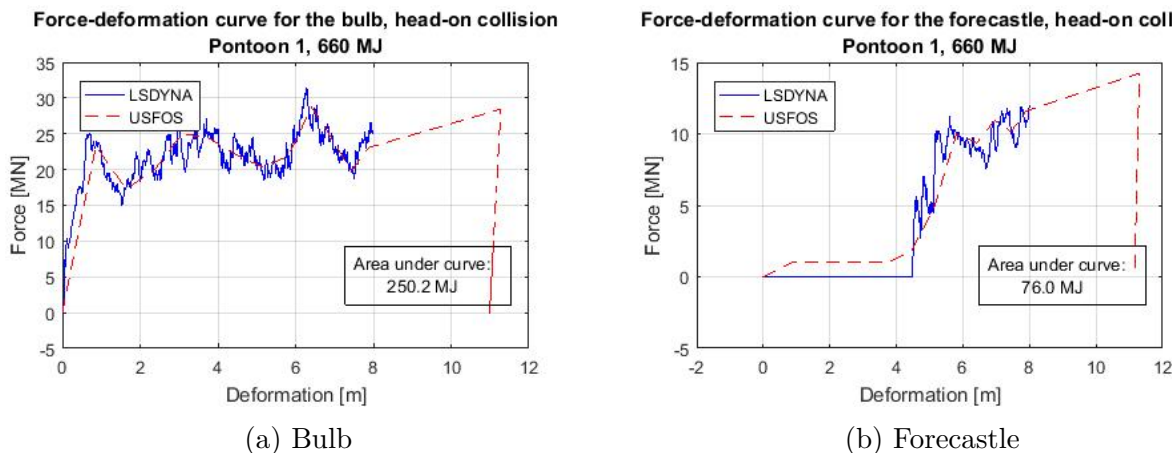 Force-deformation curve for the bulb, head-on collision
Pontoon 1, 660 MJ
35
30
25
20
15
10
5
0
-5
Force [MN]
LSDYNA
USFOS
Area under curve:
250.2 MJ
0 2 4 6 8 10 12
Deformation [m]
(a) Bulb
Force-deformation curve for the forecastle, head-on coll
Pontoon 1, 660 MJ
15
10
5
0
-5
Force [MN]
LSDYNA
USFOS
Area under curve:
76.0 MJ
-2 0 2 4 6 8 10 12
Deformation [m]
(b) Forecastle